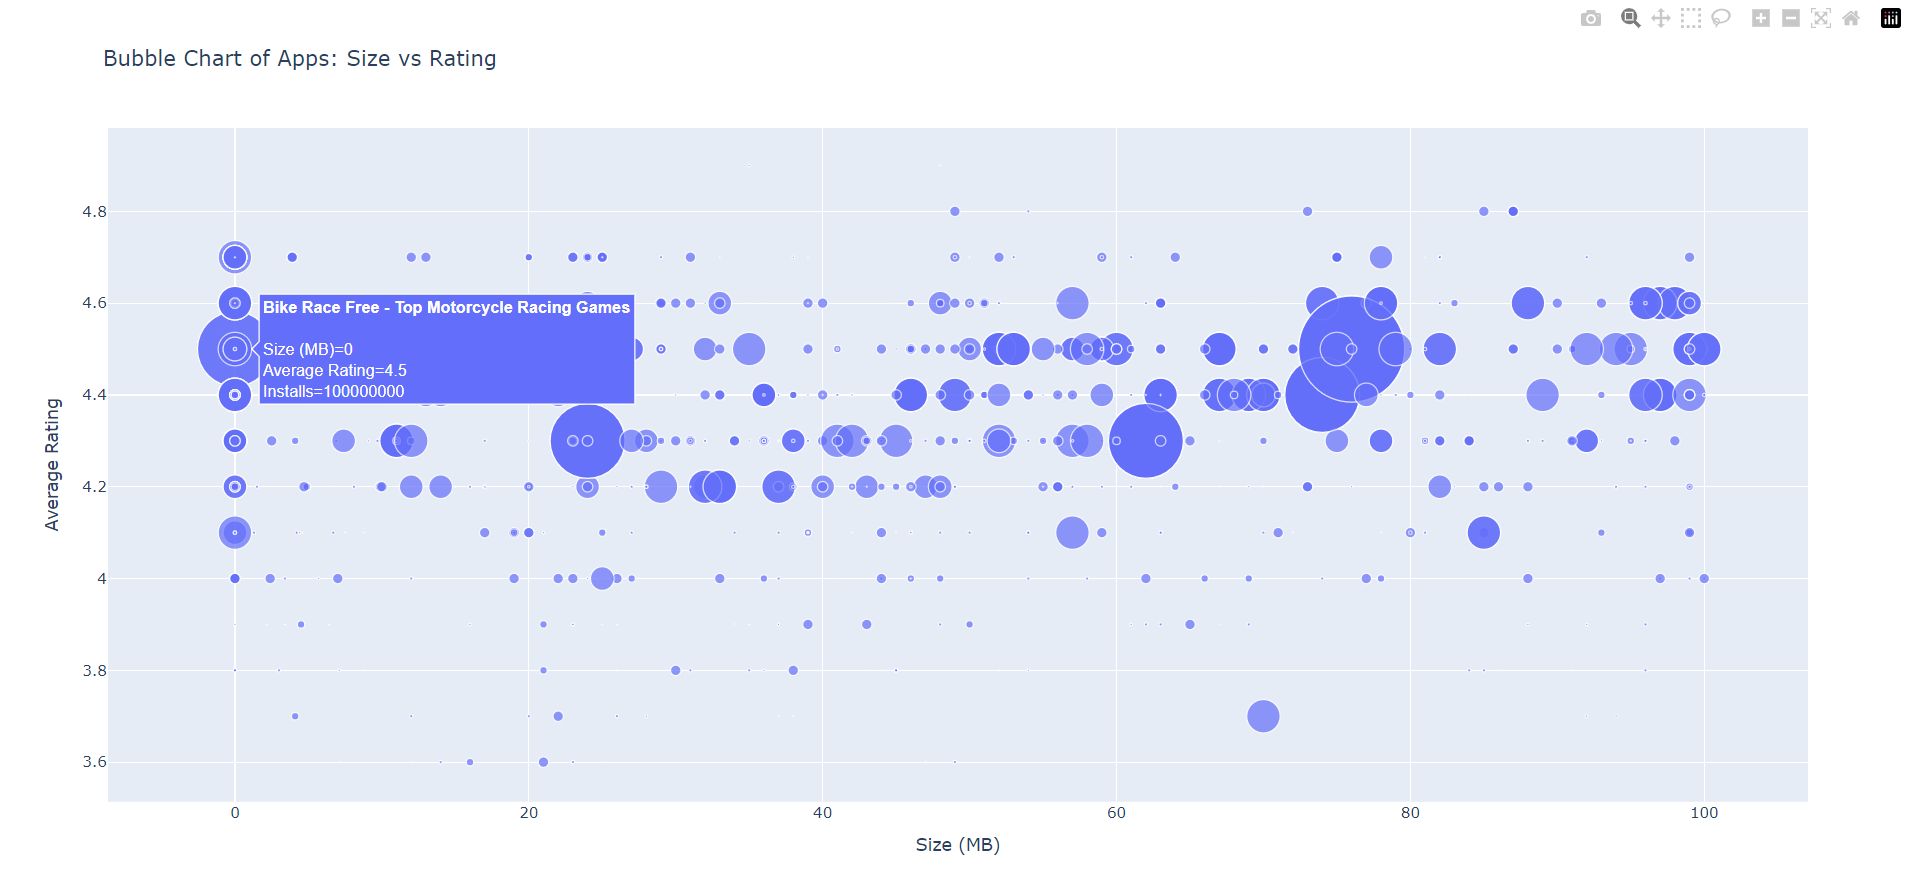 Bubble Chart of Apps: Size vs Rating
4.8
4.6
4.4
4.2
4
3.8
3.6
Average Rating
Bike Race Free - Top Motorcycle Racing Games
Size (MB)=0
Average Rating=4.5
Installs=100000000
0
20
40
60
80
100
Size (MB)